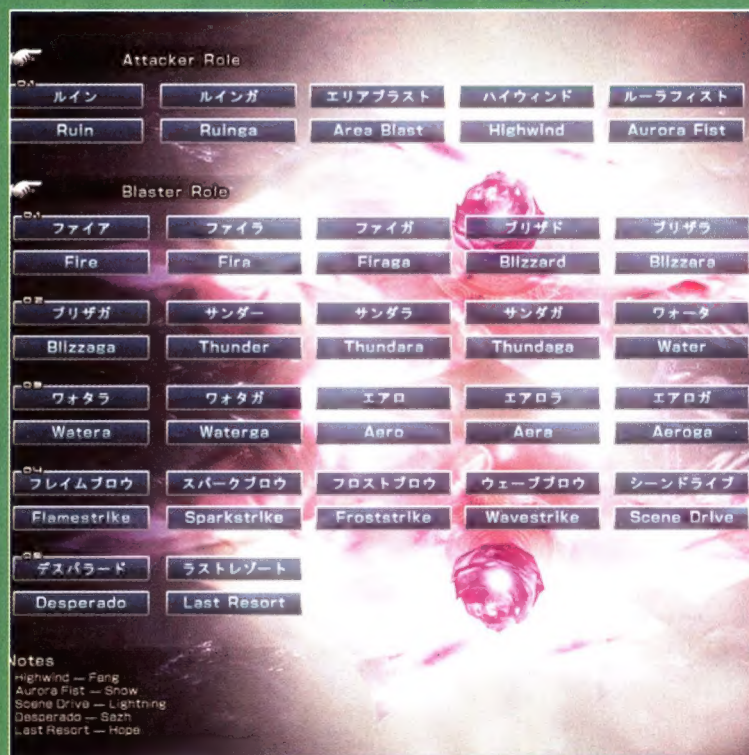 Attacker Role
01
ルイン ルインガ エリアブラスト ハイウィンド ルーラフィスト
Ruin Ruinga Area Blast Highwind Aurora Fist
Blaster Role
01
ファイア ファイラ ファイガ ブリザド ブリザラ
Fire Fira Firaga Blizzard Blizzara
02
ブリザガ サンダー サンダラ サンダガ ウォータ
Blizzaga Thunder Thundara Thundaga Water
03
ウォタラ ウォタガ エアロ エアロラ エアロガ
Watera Waterga Aero Aera Aeroga
04
フレイムブロウ スパークブロウ フロストブロウ ウェーブブロウ シーンドライブ
Flamestrike Sparkstrike Froststrike Wavestrike Scene Drive
05
デスパラード ラストレゾート
Desperado Last Resort
Notes
Highwind — Fang
Aurora Fist — Snow
Scene Drive — Lightning
Desperado — Sazh
Last Resort — Hope